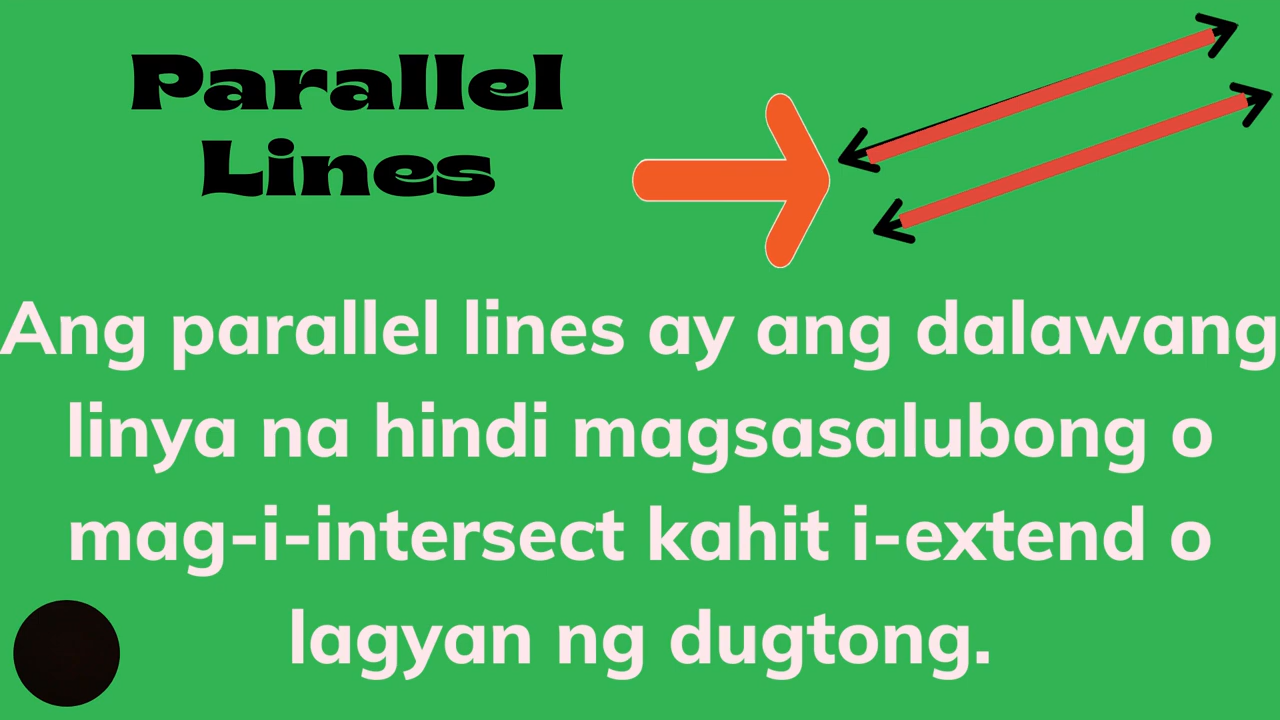 Parallel
Lines
Ang parallel lines ay ang dalawang
linya na hindi magsasalubong o
mag-i-intersect kahit i-extend o
lagyan ng dugtong.